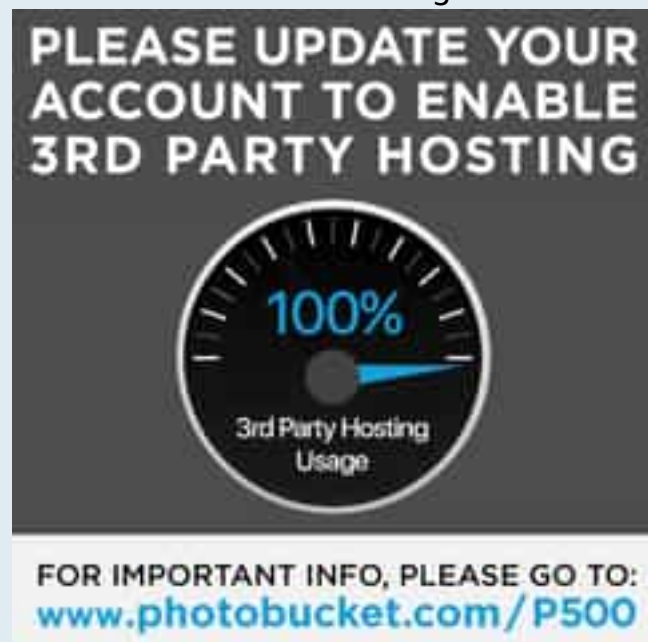 PLEASE UPDATE YOUR
ACCOUNT TO ENABLE
3RD PARTY HOSTING
100%
3rd Party Hosting
Usage
FOR IMPORTANT INFO, PLEASE GO TO:
www.photobucket.com/P500